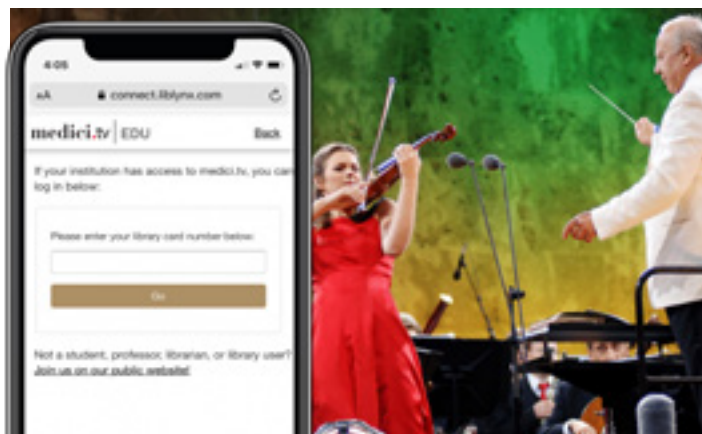 4:05
AA connect.liblynx.com
medici.tv EDU Back
If your institution has access to medici.tv, you can
log in below:
Please enter your library card number below:
Go
Not a student, professor, librarian, or library user?
Join us on our public website!